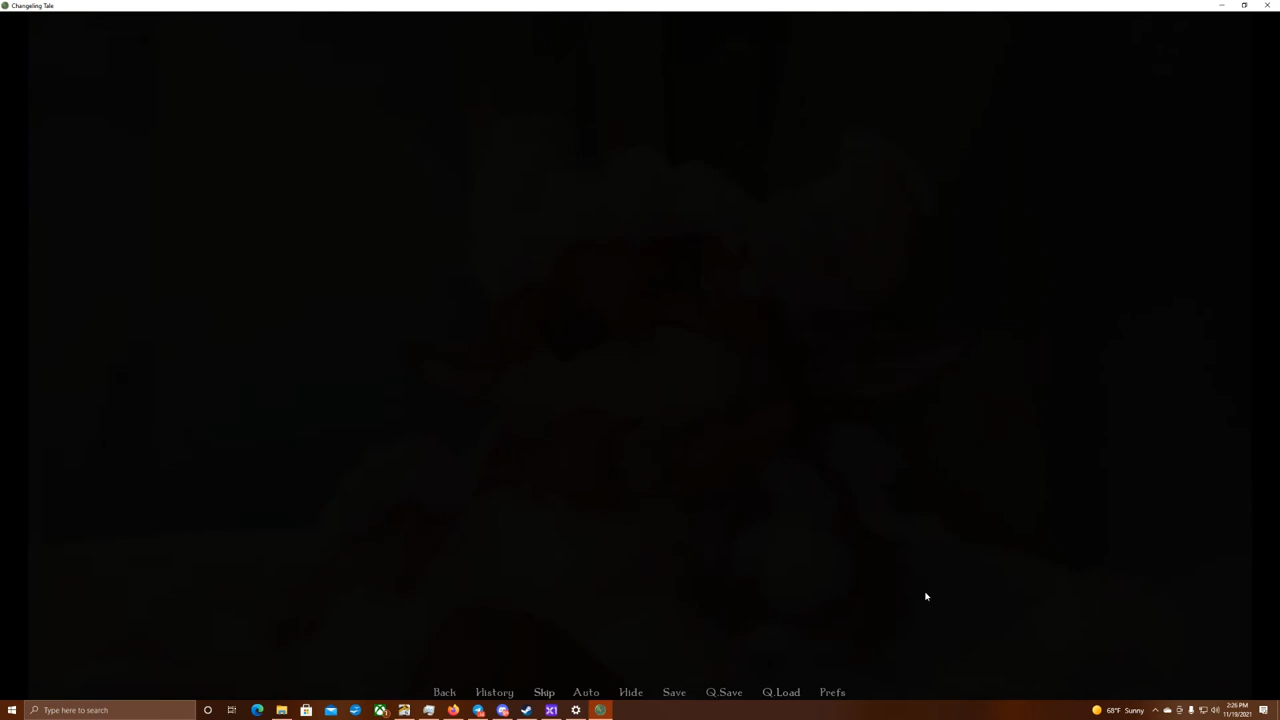 Changeling Tale
Back History Skip Auto Hide Save Q.Save Q.Load Prefs
Type here to search
X1
68°F Sunny
2:26 PM
11/19/2021